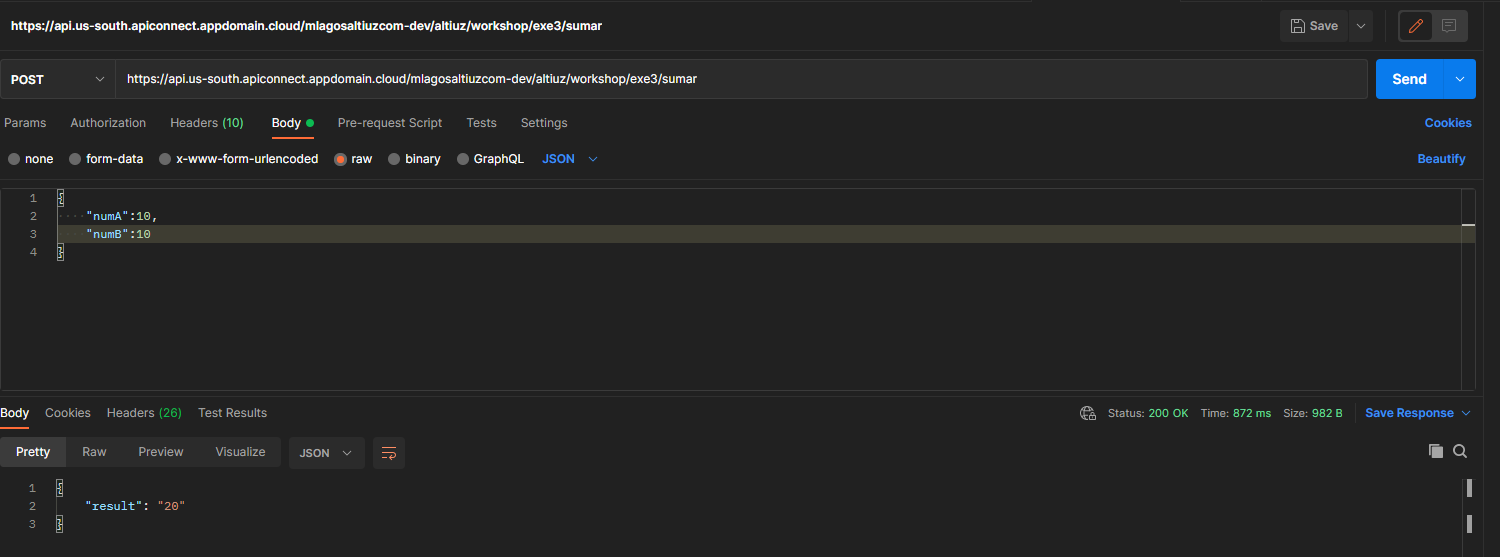 https://api.us-south.apiconnect.appdomain.cloud/mlagosaltiuzcom-dev/altiuz/workshop/exe3/sumar Save
POST https://api.us-south.apiconnect.appdomain.cloud/mlagosaltiuzcom-dev/altiuz/workshop/exe3/sumar Send
Params Authorization Headers (10) Body Pre-request Script Tests Settings Cookies
none form-data x-www-form-urlencoded raw binary GraphQL JSON Beautify
1 {
2 "numA":10,
3 "numB":10
4 }
Body Cookies Headers (26) Test Results Status: 200 OK Time: 872 ms Size: 982 B Save Response
Pretty Raw Preview Visualize JSON
1 {
2 "result": "20"
3 }